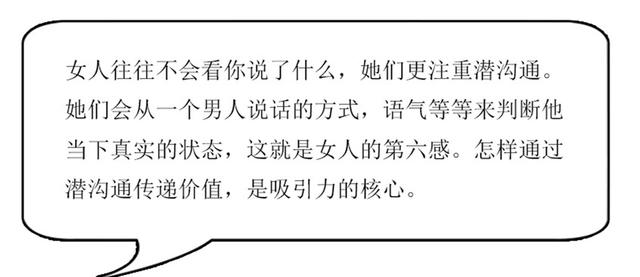 女人往往不会看你说了什么，她们更注重潜沟通。
她们会从一个男人说话的方式，语气等等来判断他
当下真实的状态，这就是女人的第六感。怎样通过
潜沟通传递价值，是吸引力的核心。